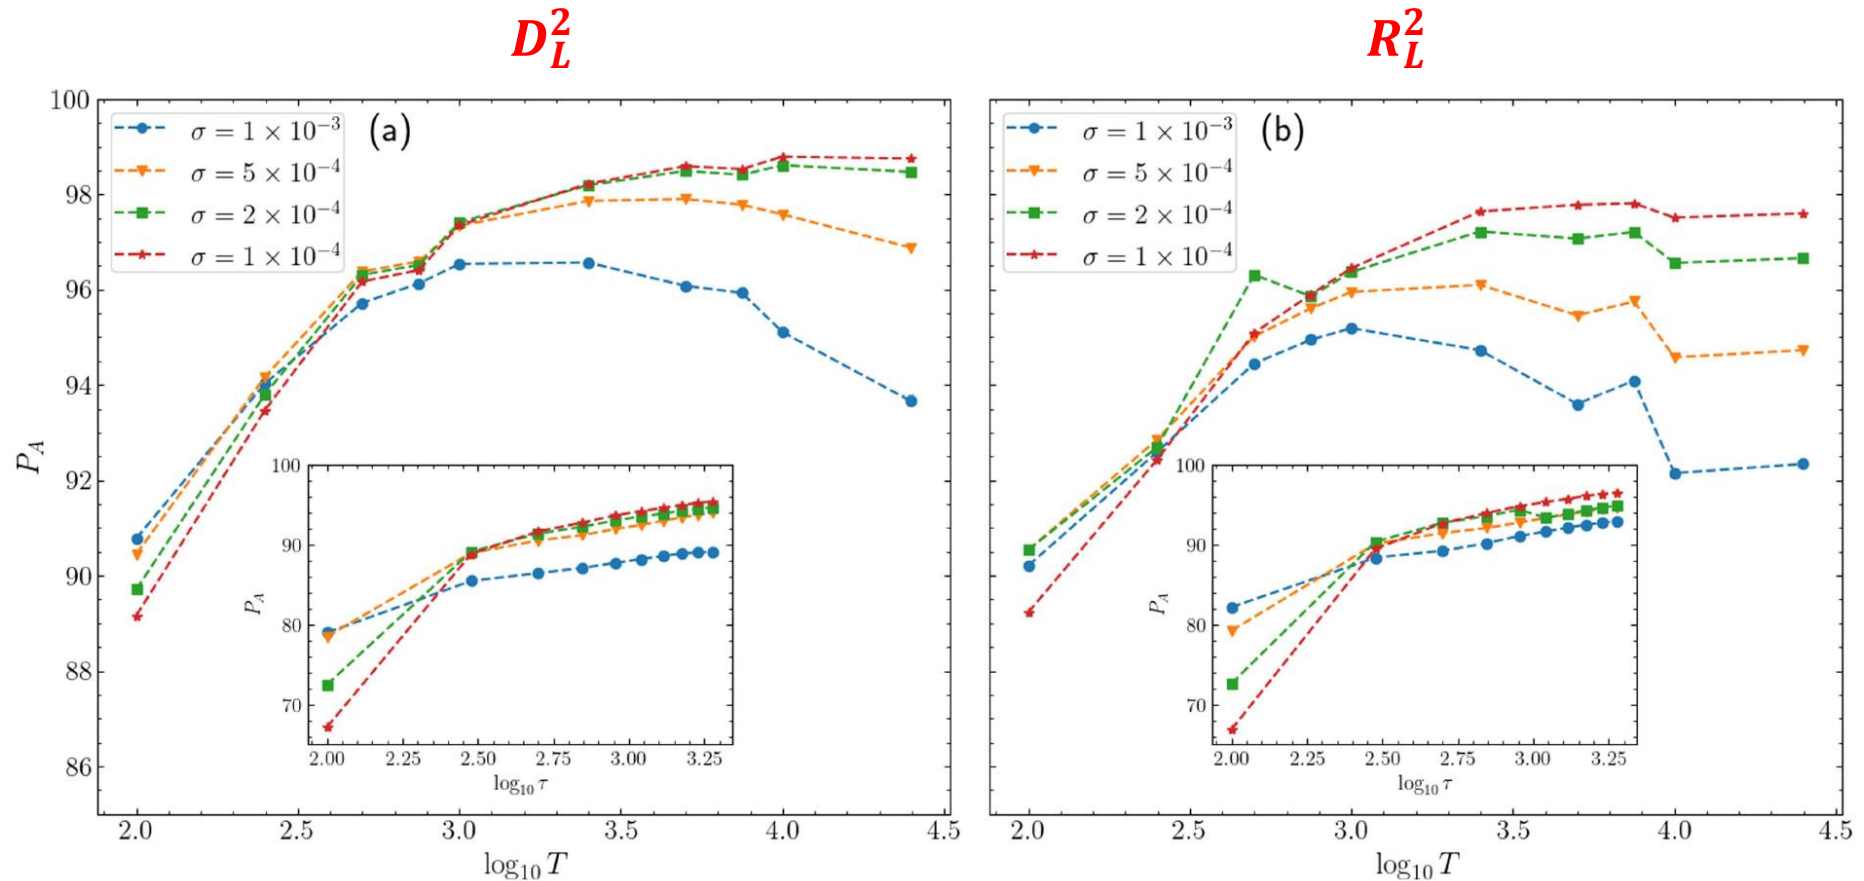 D_L^2
R_L^2
(a)
σ = 1 × 10⁻³
σ = 5 × 10⁻⁴
σ = 2 × 10⁻⁴
σ = 1 × 10⁻⁴
100
98
96
94
92
90
88
86
P_A
2.0 2.5 3.0 3.5 4.0 4.5
log₁₀ T
100
90
80
70
P_A
2.00 2.25 2.50 2.75 3.00 3.25
log₁₀ τ
(b)
σ = 1 × 10⁻³
σ = 5 × 10⁻⁴
σ = 2 × 10⁻⁴
σ = 1 × 10⁻⁴
2.0 2.5 3.0 3.5 4.0 4.5
log₁₀ T
100
90
80
70
P_A
2.00 2.25 2.50 2.75 3.00 3.25
log₁₀ τ